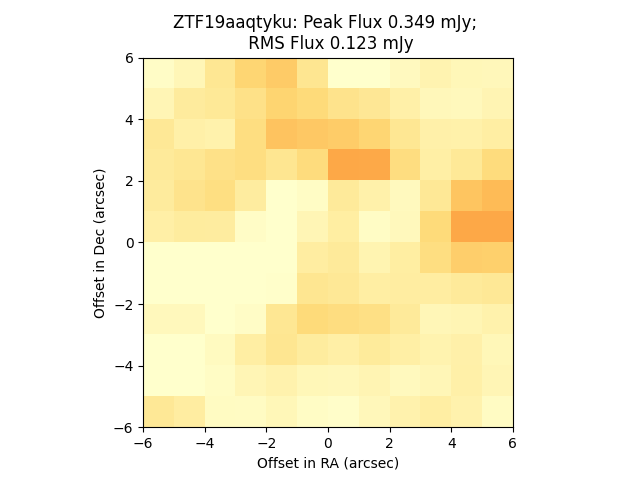 ZTF19aaqtyku: Peak Flux 0.349 mJy;
RMS Flux 0.123 mJy
6
4
2
0
−2
−4
−6
Offset in Dec (arcsec)
−6 −4 −2 0 2 4 6
Offset in RA (arcsec)